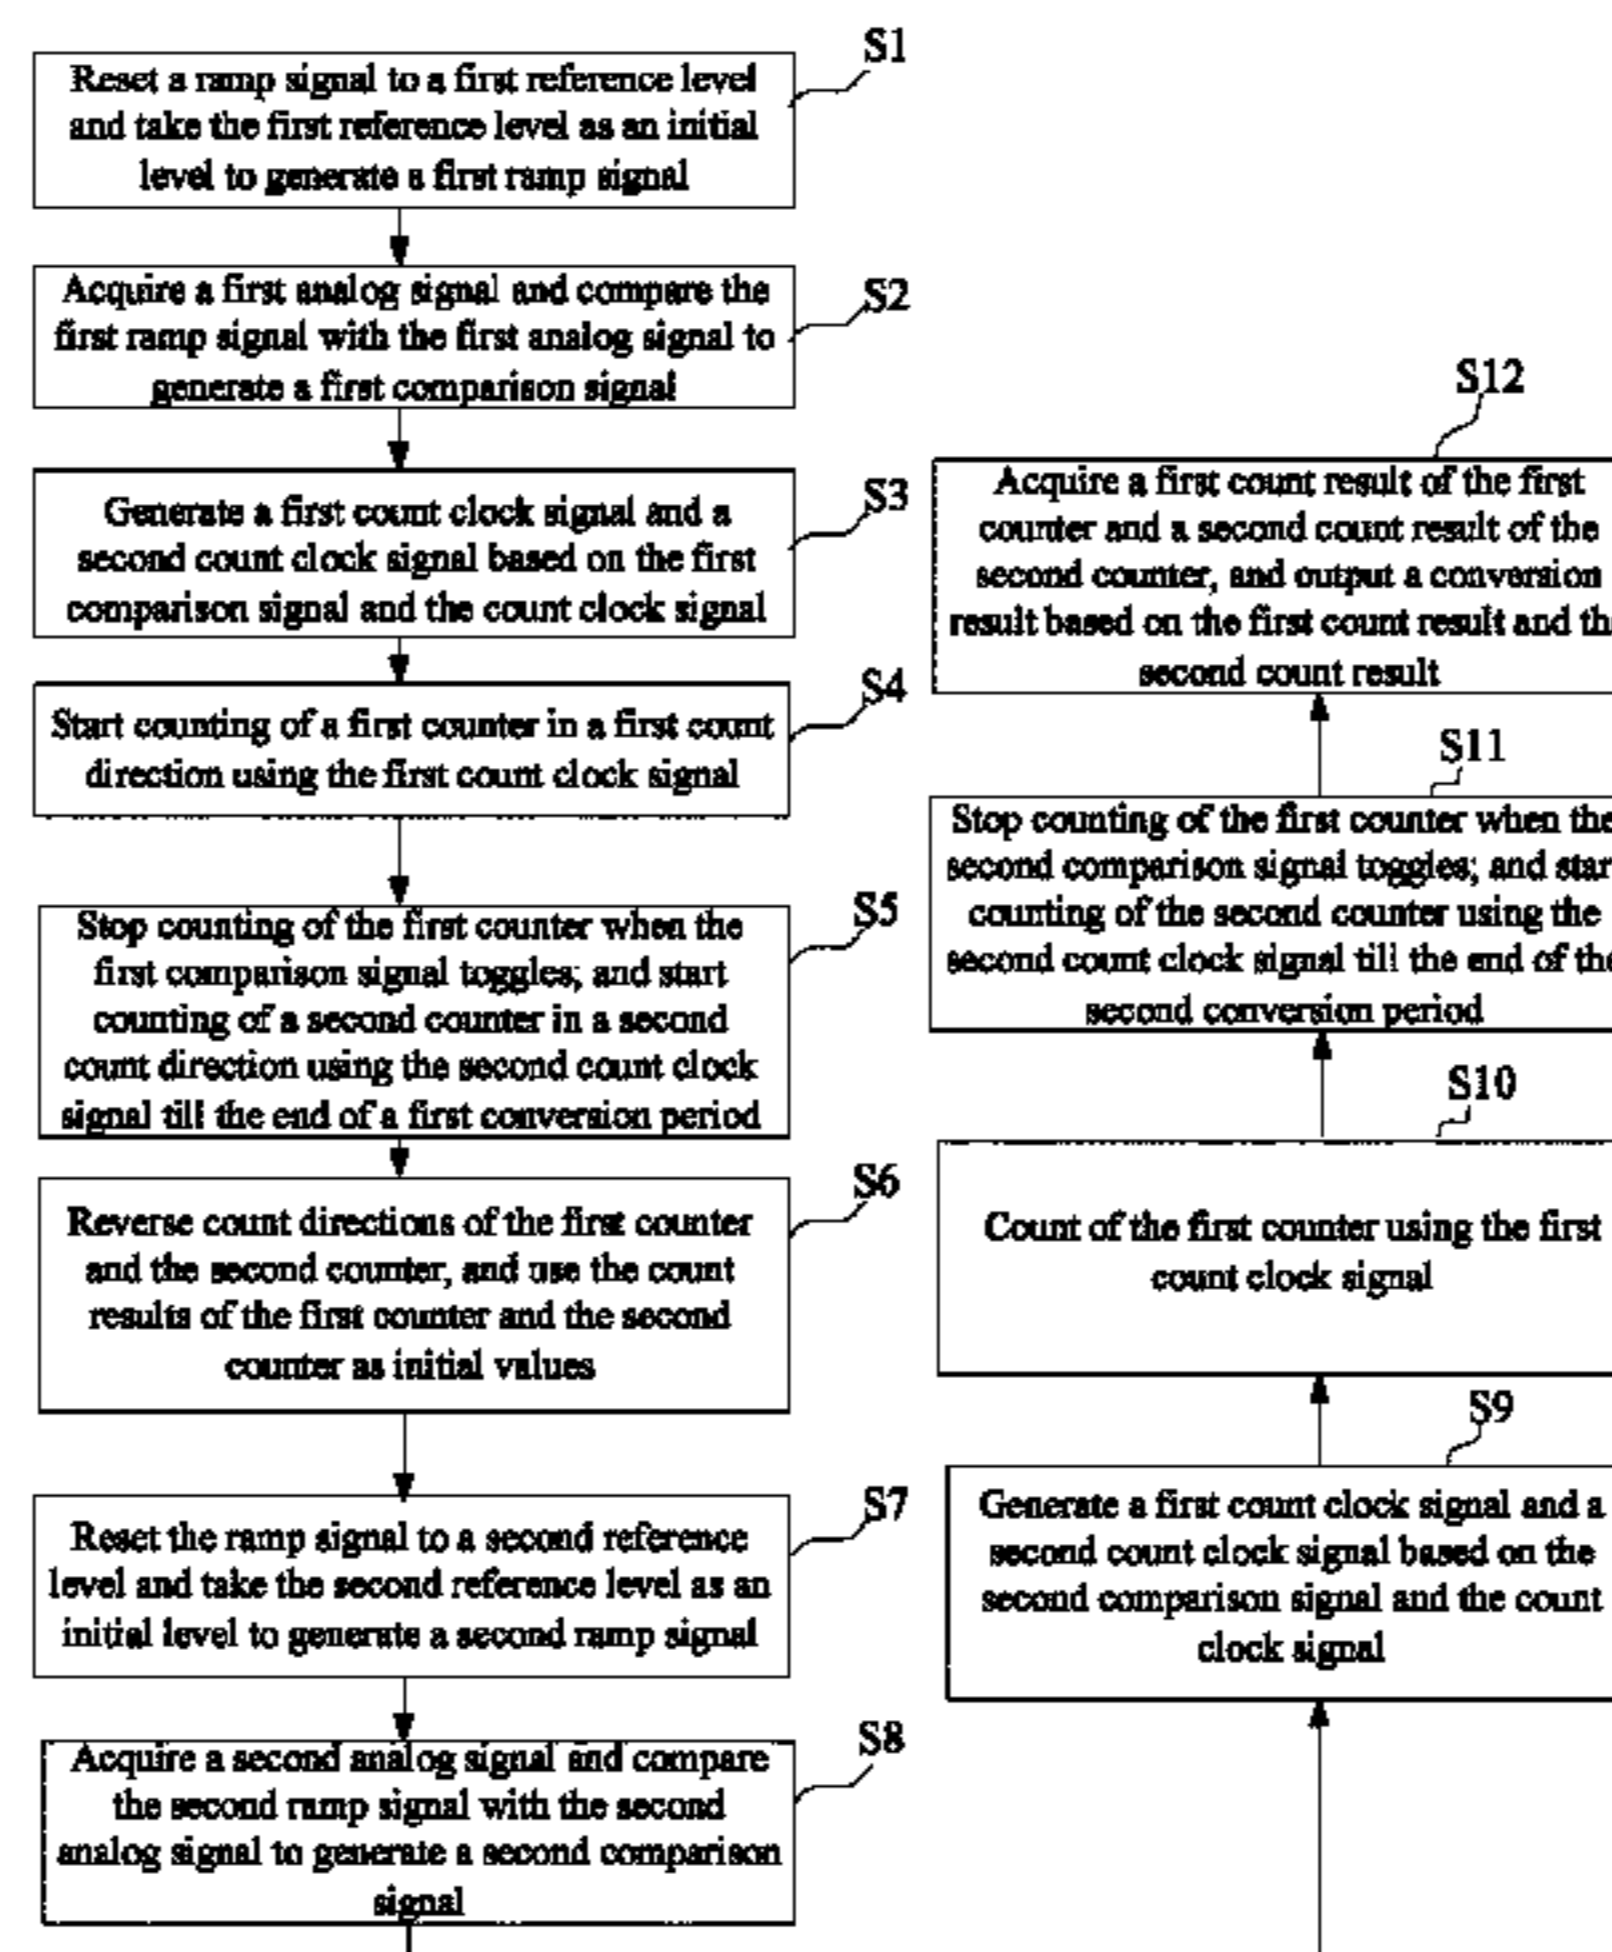 S1
Reset a ramp signal to a first reference level
and take the first reference level as an initial
level to generate a first ramp signal
S2
Acquire a first analog signal and compare the
first ramp signal with the first analog signal to
generate a first comparison signal
S3
Generate a first count clock signal and a
second count clock signal based on the first
comparison signal and the count clock signal
S4
Start counting of a first counter in a first count
direction using the first count clock signal
S5
Stop counting of the first counter when the
first comparison signal toggles; and start
counting of a second counter in a second
count direction using the second count clock
signal till the end of a first conversion period
S6
Reverse count directions of the first counter
and the second counter, and use the count
results of the first counter and the second
counter as initial values
S7
Reset the ramp signal to a second reference
level and take the second reference level as an
initial level to generate a second ramp signal
S8
Acquire a second analog signal and compare
the second ramp signal with the second
analog signal to generate a second comparison
signal
S12
Acquire a first count result of the first
counter and a second count result of the
second counter, and output a conversion
result based on the first count result and th
second count result
S11
Stop counting of the first counter when the
second comparison signal toggles; and star
counting of the second counter using the
second count clock signal till the end of the
second conversion period
S10
Count of the first counter using the first
count clock signal
S9
Generate a first count clock signal and a
second count clock signal based on the
second comparison signal and the count
clock signal